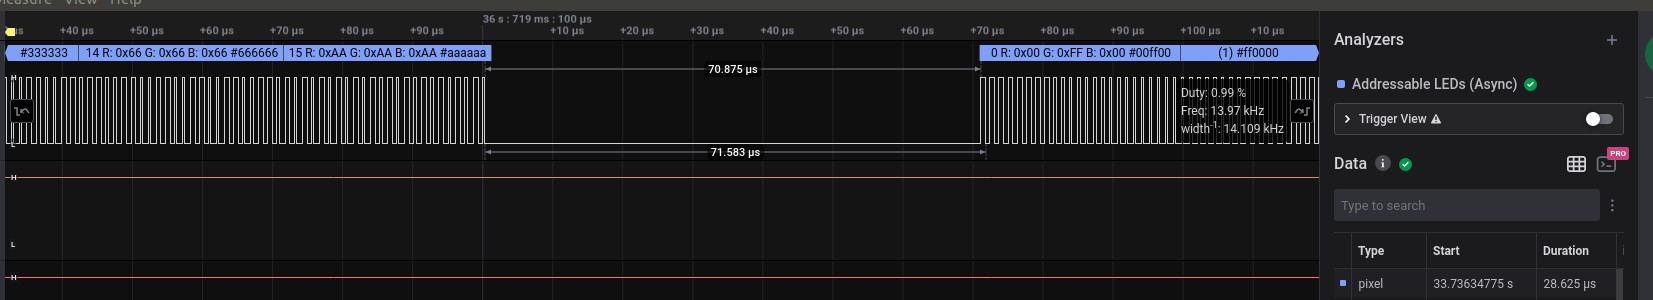 Measure View Help
36 s : 719 ms : 100 µs
µs +40 µs +50 µs +60 µs +70 µs +80 µs +90 µs +10 µs +20 µs +30 µs +40 µs +50 µs +60 µs +70 µs +80 µs +90 µs +100 µs +10 µs
#333333 14 R: 0x66 G: 0x66 B: 0x66 #666666 15 R: 0xAA G: 0xAA B: 0xAA #aaaaaa 0 R: 0x00 G: 0xFF B: 0x00 #00ff00 (1) #ff0000
70.875 µs
H
Duty: 0.99 %
Freq: 13.97 kHz
width⁻¹: 14.109 kHz
L
71.583 µs
H
L
H
Analyzers
Addressable LEDs (Async)
Trigger View
Data
PRO
Type to search
Type Start Duration
pixel 33.73634775 s 28.625 µs